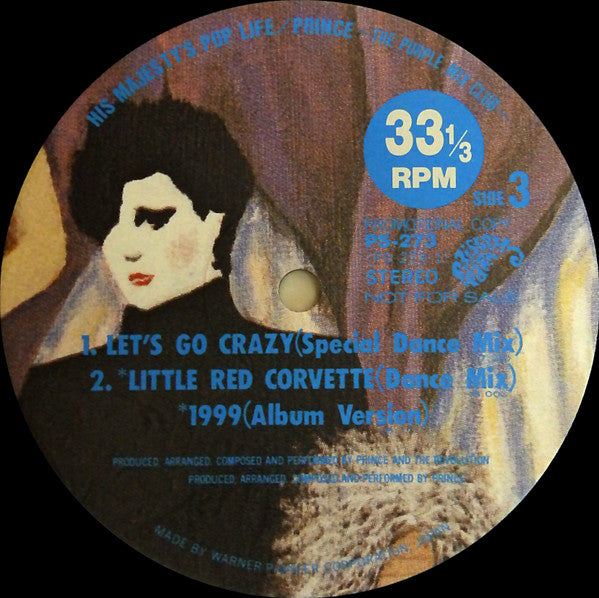 HIS MAJESTY'S POP LIFE/PRINCE - THE PURPLE MIX CLUB -
33 1/3
RPM
SIDE 3
PROMOTIONAL COPY
PS-273
STEREO
NOT FOR SALE
1. LET'S GO CRAZY(Special Dance Mix)
2. *LITTLE RED CORVETTE(Dance Mix)
*1999(Album Version)
PRODUCED, ARRANGED, COMPOSED AND PERFORMED BY PRINCE AND THE REVOLUTION
PRODUCED, ARRANGED, COMPOSED AND PERFORMED BY PRINCE
MADE BY WARNER-PIONEER CORPORATION, JAPAN